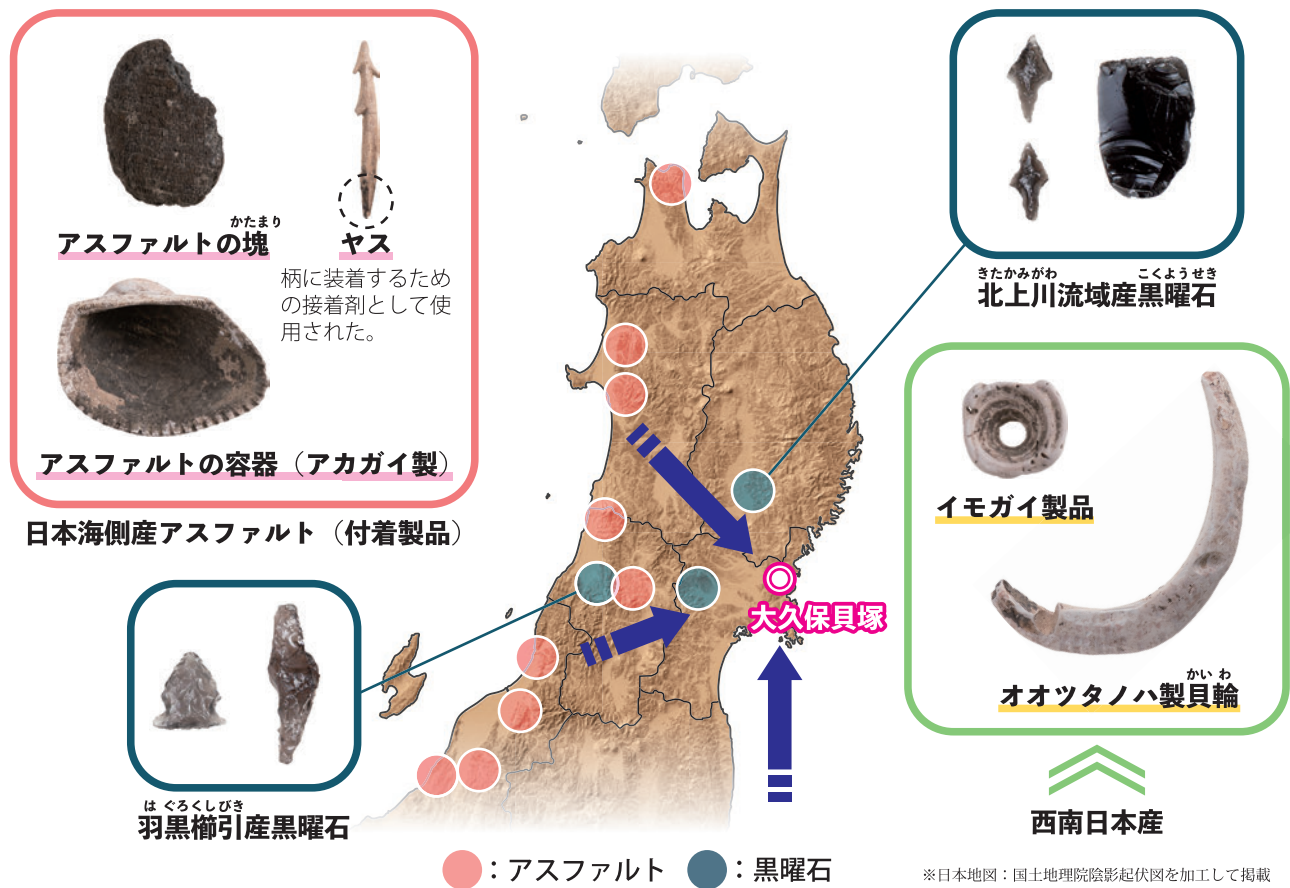 かたまり
アスファルトの塊
ヤス
柄に装着するため
の接着剤として使
用された。
アスファルトの容器（アカガイ製）
日本海側産アスファルト（付着製品）
きたかみがわ こくようせき
北上川流域産黒曜石
イモガイ製品
かい わ
オオツタノハ製貝輪
西南日本産
大久保貝塚
は ぐろくしびき
羽黒櫛引産黒曜石
：アスファルト ：黒曜石
※日本地図：国土地理院陰影起伏図を加工して掲載